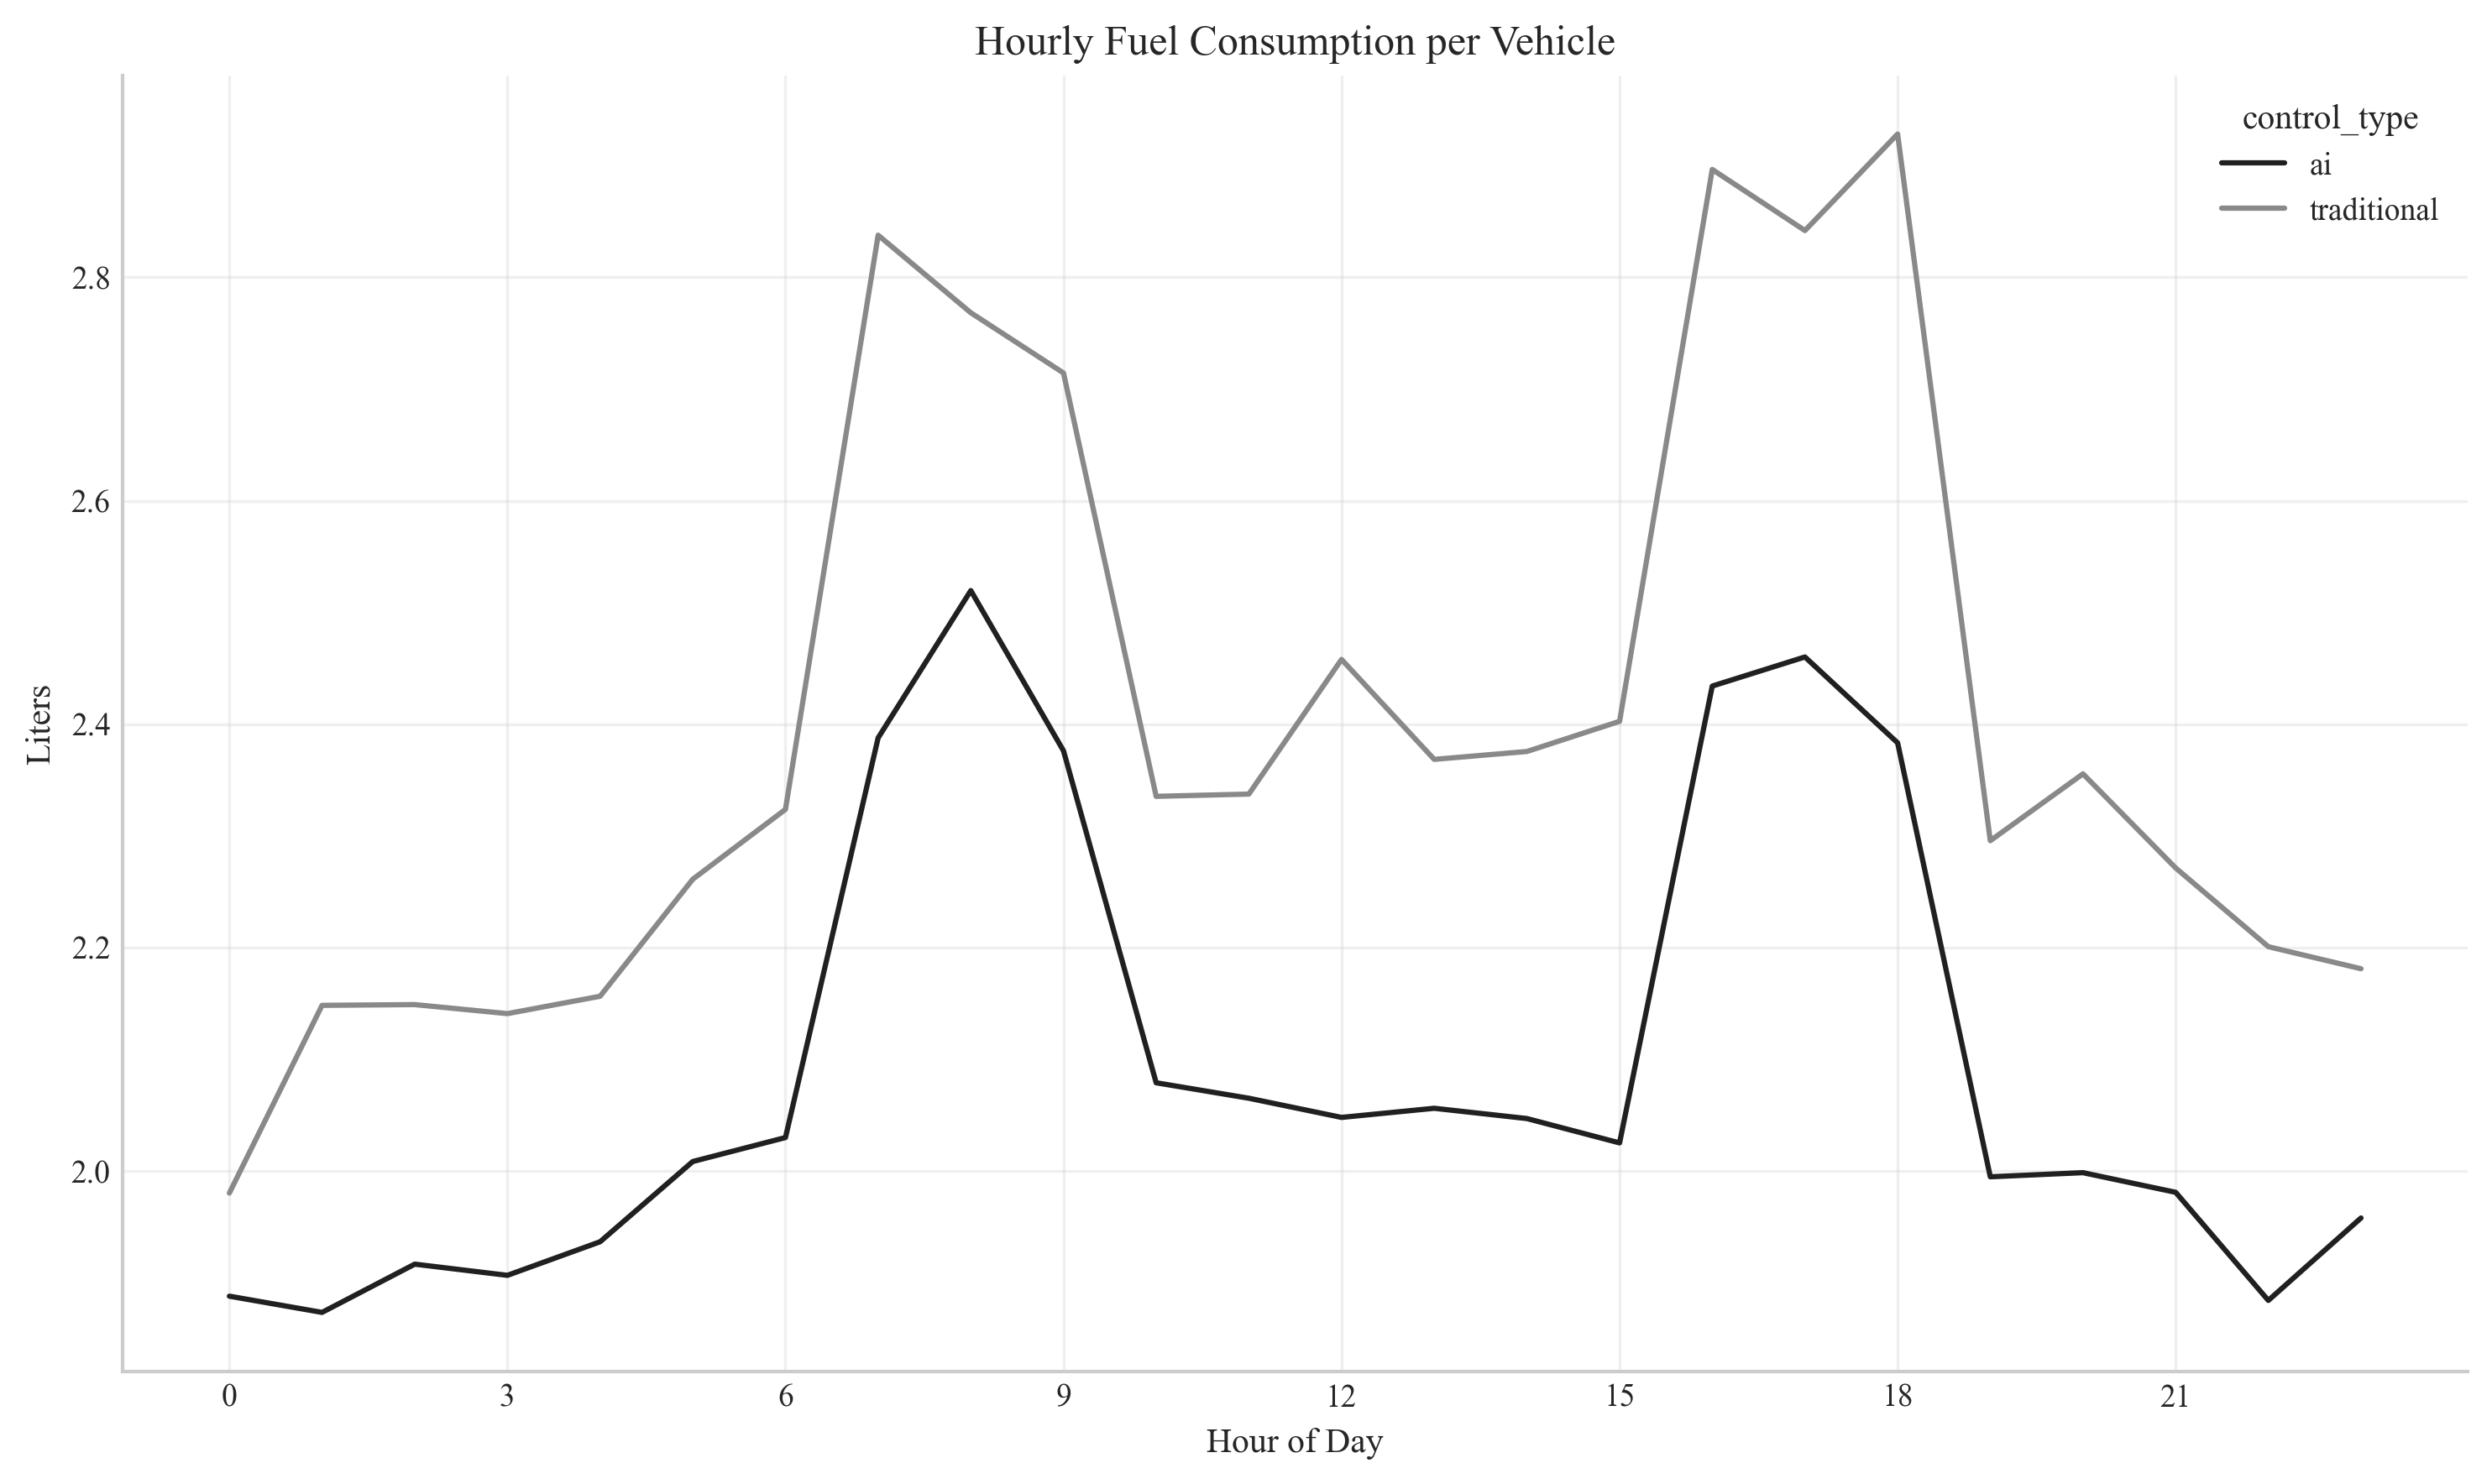 Hourly Fuel Consumption per Vehicle
control_type
ai
traditional
2.8
2.6
2.4
2.2
2.0
Liters
0 3 6 9 12 15 18 21
Hour of Day